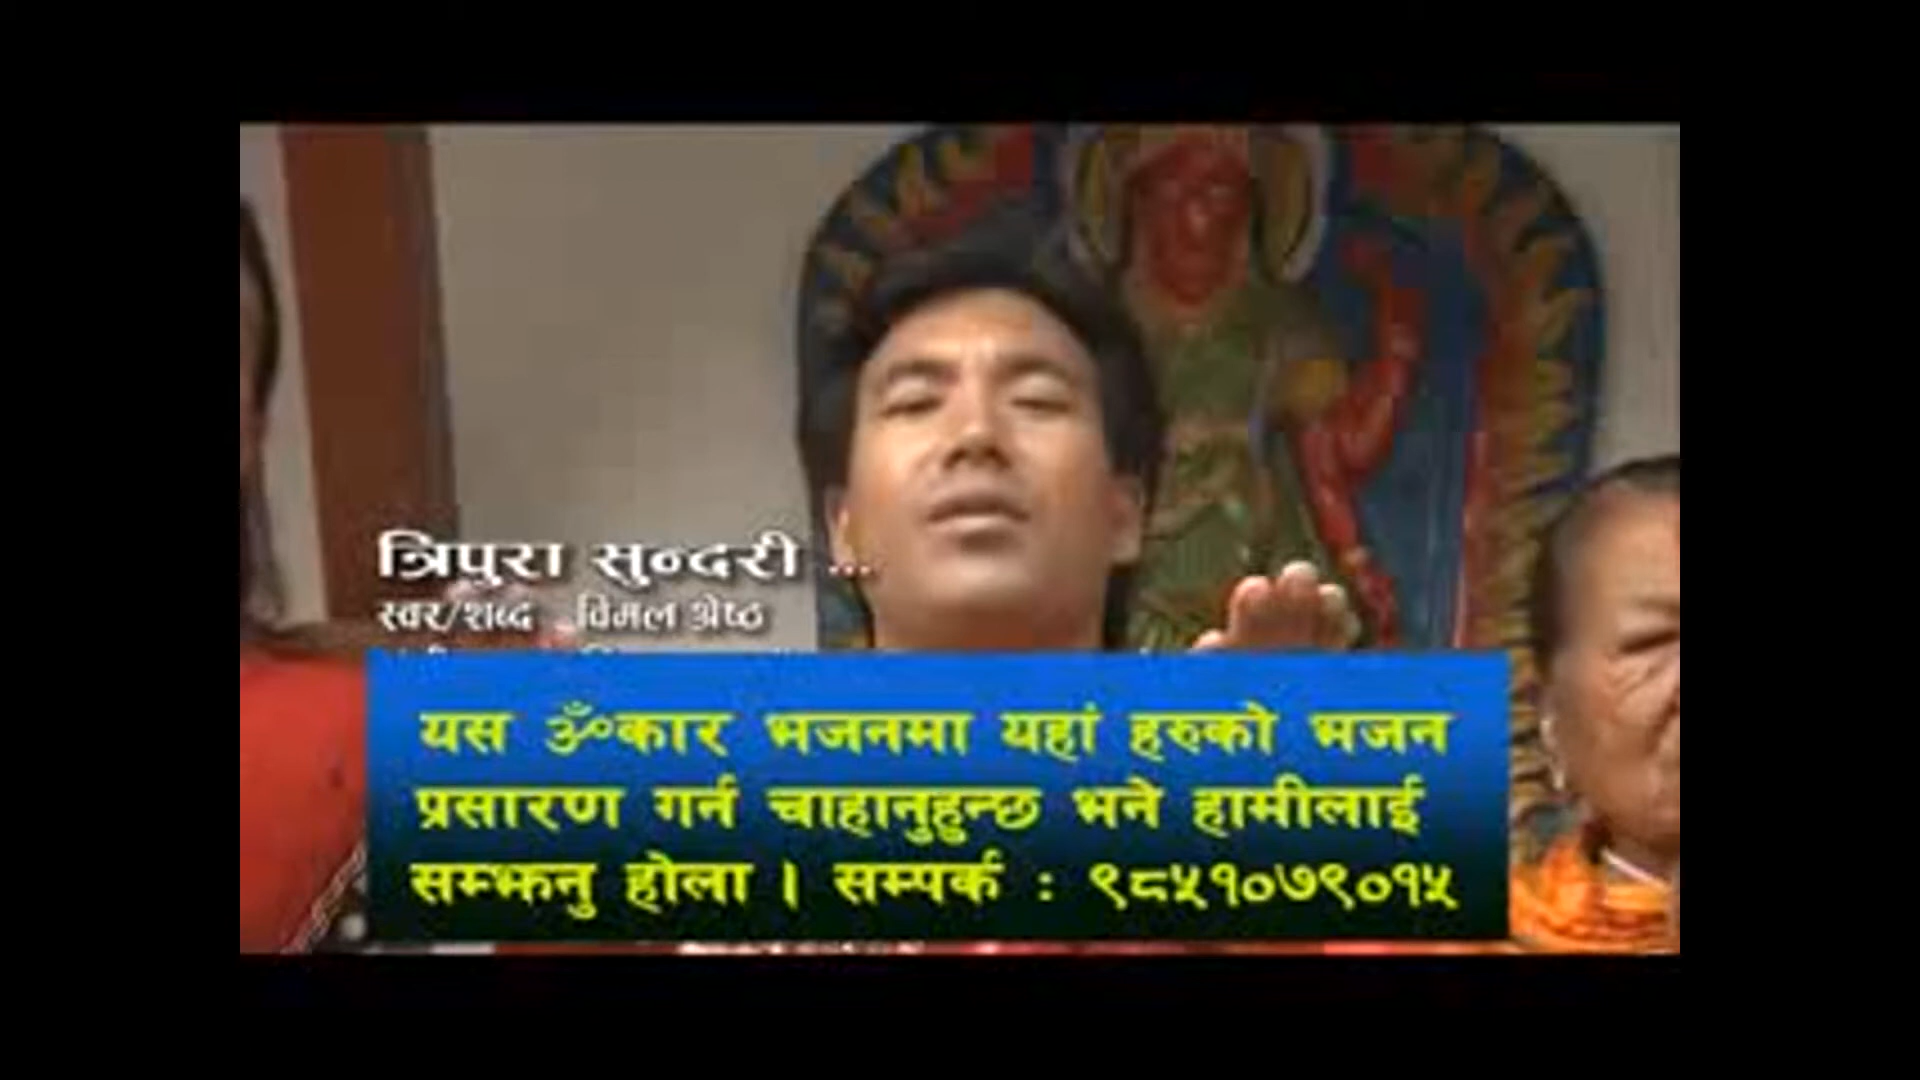 त्रिपुरा सुन्दरी ...
स्वर/शब्द - विमल श्रेष्ठ
यस ॐकार भजनमा यहां हरुको भजन
प्रसारण गर्न चाहानुहुन्छ भने हामीलाई
सम्झनु होला । सम्पर्क : ९८५१०७९०१५